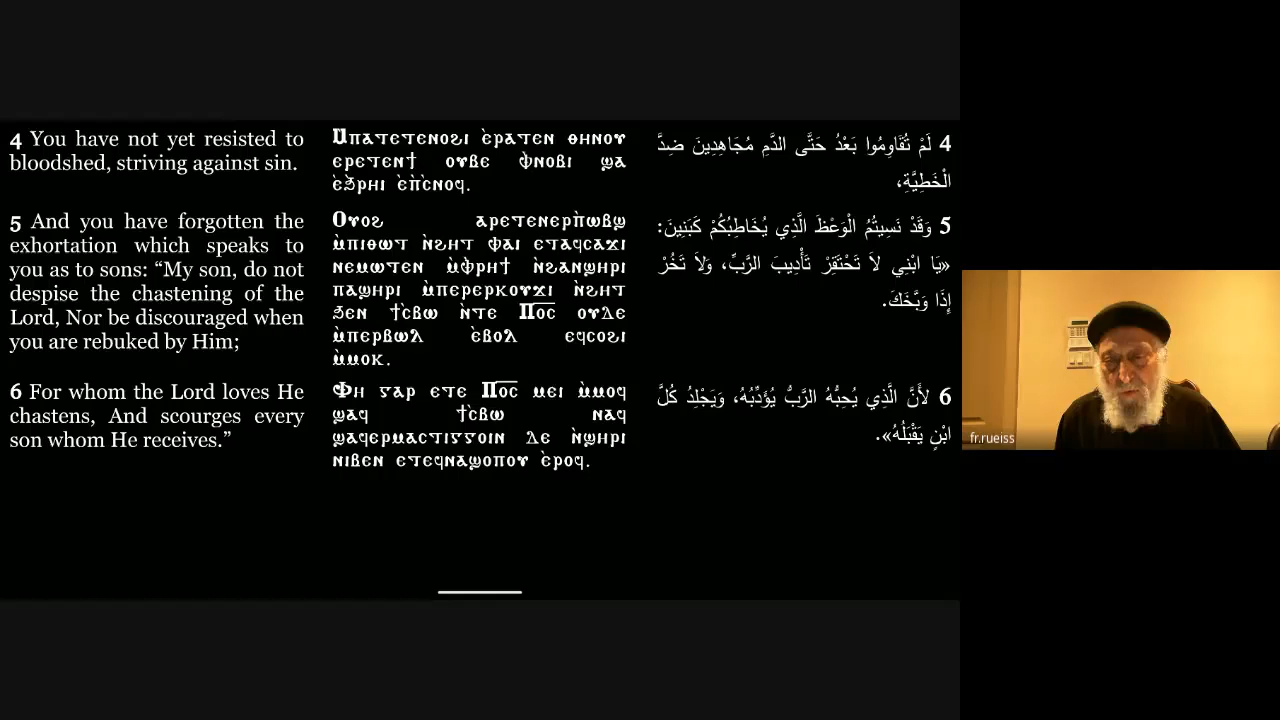 4 You have not yet resisted to
bloodshed, striving against sin.
5 And you have forgotten the
exhortation which speaks to
you as to sons: “My son, do not
despise the chastening of the
Lord, Nor be discouraged when
you are rebuked by Him;
6 For whom the Lord loves He
chastens, And scourges every
son whom He receives.”
Ⲙⲡⲁⲧⲉⲧⲉⲛⲟϩⲓ ⲉ̀ⲣⲁⲧⲉⲛ ⲑⲏⲛⲟⲩ
ⲉⲣⲉⲧⲉⲛϯ ⲟⲩⲃⲉ ⲫ̀ⲛⲟⲃⲓ ϣⲁ
ⲉ̀ϧⲣⲏⲓ ⲉ̀ⲡ̀ⲥⲛⲟϥ.
Ⲟⲩⲟϩ ⲁⲣⲉⲧⲉⲛⲉⲣⲡ̀ⲱⲃϣ
ⲙ̀ⲡⲓⲑⲱⲧ ⲛ̀ϩⲏⲧ ⲫⲁⲓ ⲉⲧⲁϥⲥⲁϫⲓ
ⲛⲉⲙⲱⲧⲉⲛ ⲙ̀ⲫ̀ⲣⲏϯ ⲛ̀ϩⲁⲛϣⲏⲣⲓ
ⲡⲁϣⲏⲣⲓ ⲙ̀ⲡⲉⲣⲉⲣⲕⲟⲩϫⲓ ⲛ̀ϩⲏⲧ
ϧⲉⲛ ϯⲥ̀ⲃⲱ ⲛ̀ⲧⲉ Ⲡⲟ̅ⲥ̅ ⲟⲩⲇⲉ
ⲙ̀ⲡⲉⲣⲃⲱⲗ ⲉ̀ⲃⲟⲗ ⲉϥⲥⲟϩⲓ
ⲙ̀ⲙⲟⲕ.
Ⲫⲏ ⲅⲁⲣ ⲉⲧⲉ Ⲡⲟ̅ⲥ̅ ⲙⲉⲓ ⲙ̀ⲙⲟϥ
ϣⲁϥ ϯⲥ̀ⲃⲱ ⲛⲁϥ
ϣⲁϥⲉⲣⲙⲁⲥⲧⲓⲅⲅⲟⲓⲛ ⲇⲉ ⲛ̀ϣⲏⲣⲓ
ⲛⲓⲃⲉⲛ ⲉⲧⲉϥⲛⲁϣⲟⲡⲟⲩ ⲉ̀ⲣⲟϥ.
4 لَمْ تُقَاوِمُوا بَعْدُ حَتَّى الدَّمِ مُجَاهِدِينَ ضِدَّ
الْخَطِيَّةِ،
5 وَقَدْ نَسِيتُمُ الْوَعْظَ الَّذِي يُخَاطِبُكُمْ كَبَنِينَ:
«يَا ابْنِي لاَ تَحْتَقِرْ تَأْدِيبَ الرَّبِّ، وَلاَ تَخُرْ
إِذَا وَبَّخَكَ.
6 لأَنَّ الَّذِي يُحِبُّهُ الرَّبُّ يُؤَدِّبُهُ، وَيَجْلِدُ كُلَّ
ابْنٍ يَقْبَلُهُ».
fr.rueiss